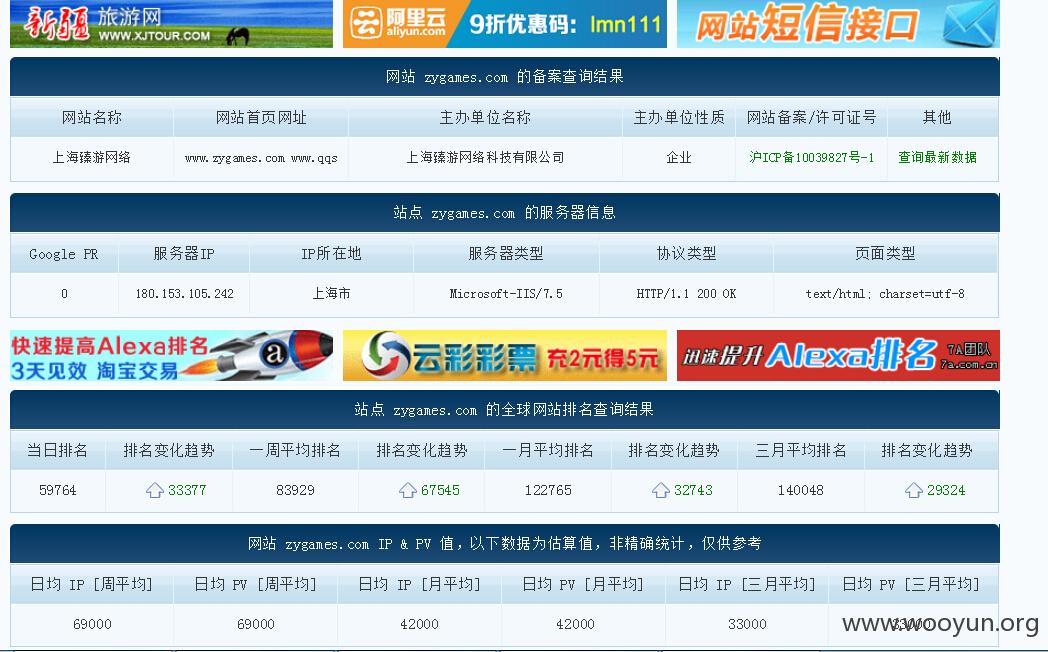 新疆 旅游网 WWW.XJTOUR.COM
阿里云 aliyun.com 9折优惠码：lmn111
网站短信接口
网站 zygames.com 的备案查询结果
网站名称 网站首页网址 主办单位名称 主办单位性质 网站备案/许可证号 其他
上海臻游网络 www.zygames.com www.qqs 上海臻游网络科技有限公司 企业 沪ICP备10039827号-1 查询最新数据
站点 zygames.com 的服务器信息
Google PR 服务器IP IP所在地 服务器类型 协议类型 页面类型
0 180.153.105.242 上海市 Microsoft-IIS/7.5 HTTP/1.1 200 OK text/html; charset=utf-8
快速提高Alexa排名
3天见效 淘宝交易
云彩彩票 充2元得5元
迅速提升Alexa排名 7A团队
7a.com.cn
站点 zygames.com 的全球网站排名查询结果
当日排名 排名变化趋势 一周平均排名 排名变化趋势 一月平均排名 排名变化趋势 三月平均排名 排名变化趋势
59764 33377 83929 67545 122765 32743 140048 29324
网站 zygames.com IP & PV 值，以下数据为估算值，非精确统计，仅供参考
日均 IP [周平均] 日均 PV [周平均] 日均 IP [月平均] 日均 PV [月平均] 日均 IP [三月平均] 日均 PV [三月平均]
69000 69000 42000 42000 33000 33000
www.wooyun.org